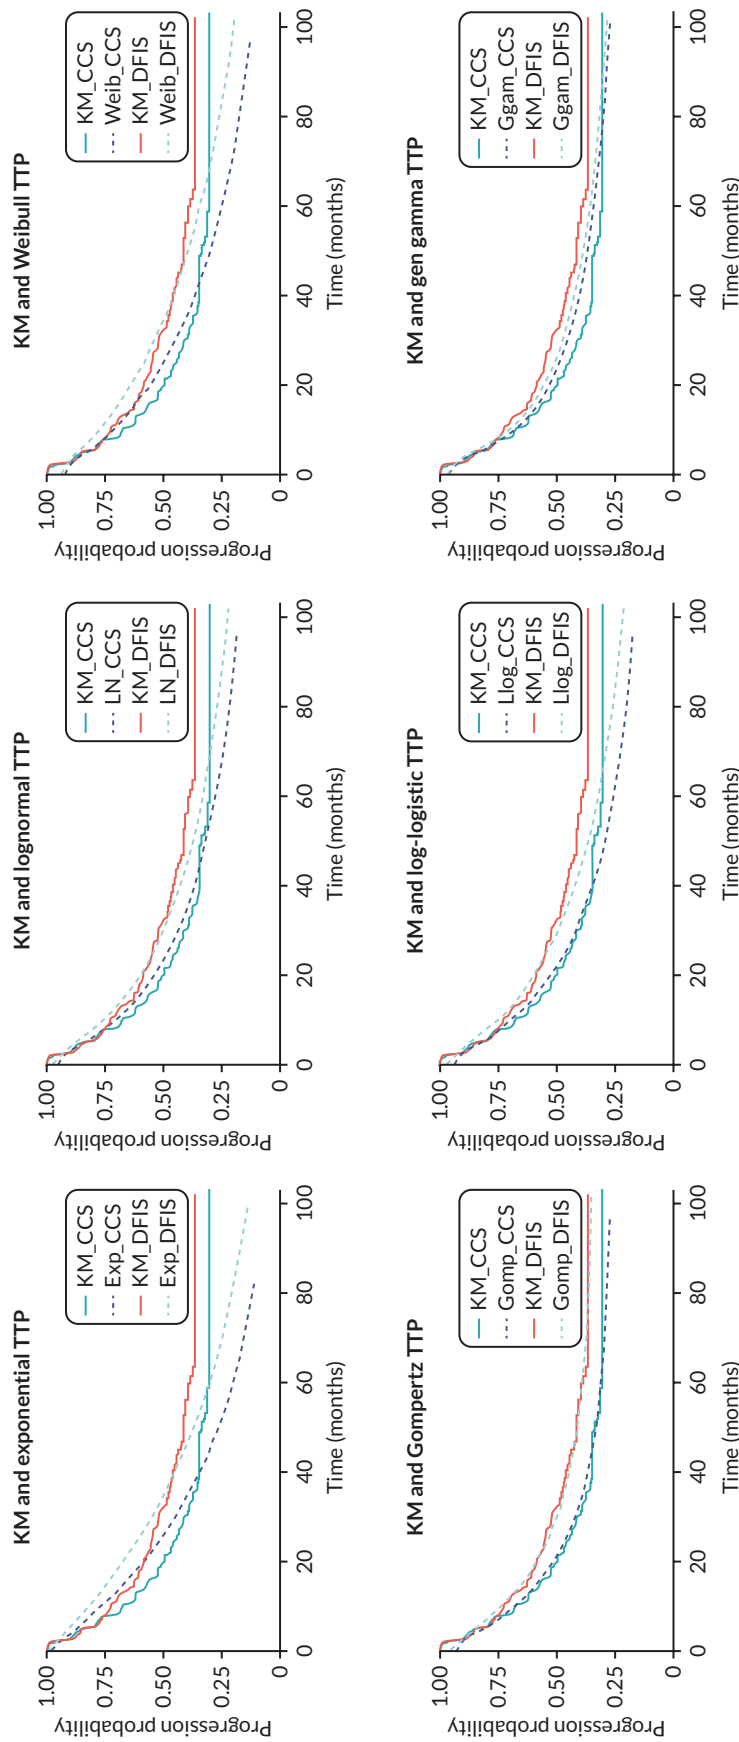 KM and exponential TTP
Progression probability
1.00
0.75
0.50
0.25
0
0
20
40
60
80
100
Time (months)
KM_CCS
Exp_CCS
KM_DFIS
Exp_DFIS
KM and lognormal TTP
Progression probability
1.00
0.75
0.50
0.25
0
0
20
40
60
80
100
Time (months)
KM_CCS
LN_CCS
KM_DFIS
LN_DFIS
KM and Weibull TTP
Progression probability
1.00
0.75
0.50
0.25
0
0
20
40
60
80
100
Time (months)
KM_CCS
Weib_CCS
KM_DFIS
Weib_DFIS
KM and Gompertz TTP
Progression probability
1.00
0.75
0.50
0.25
0
0
20
40
60
80
100
Time (months)
KM_CCS
Gomp_CCS
KM_DFIS
Gomp_DFIS
KM and log-logistic TTP
Progression probability
1.00
0.75
0.50
0.25
0
0
20
40
60
80
100
Time (months)
KM_CCS
Llog_CCS
KM_DFIS
Llog_DFIS
KM and gen gamma TTP
Progression probability
1.00
0.75
0.50
0.25
0
0
20
40
60
80
100
Time (months)
KM_CCS
Ggam_CCS
KM_DFIS
Ggam_DFIS